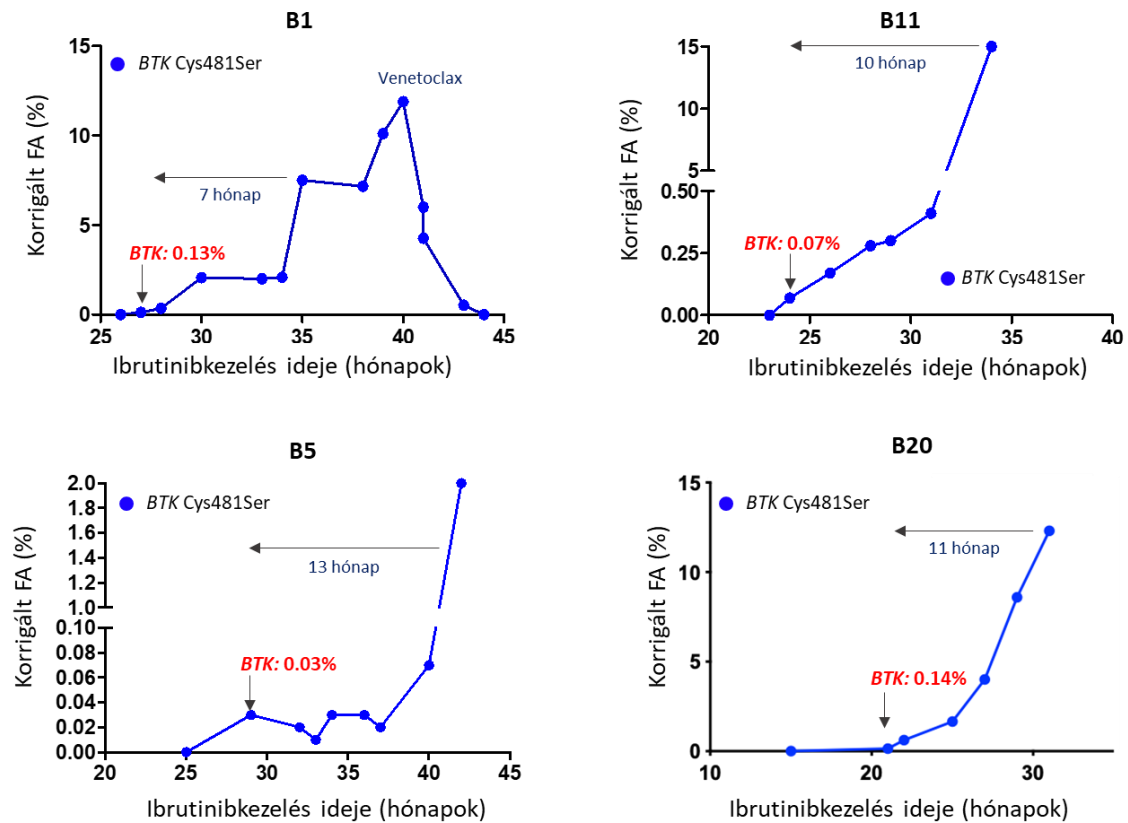 B1
15
10
5
0
25
30
35
40
45
BTK Cys481Ser
Venetoclax
7 hónap
BTK: 0.13%
Korrigált FA (%)
Ibrutinibkezelés ideje (hónapok)
B11
15
10
5
0.50
0.25
0.00
20
25
30
35
40
10 hónap
BTK: 0.07%
BTK Cys481Ser
Korrigált FA (%)
Ibrutinibkezelés ideje (hónapok)
B5
2.0
1.8
1.6
1.4
1.2
1.0
0.10
0.08
0.06
0.04
0.02
0.00
20
25
30
35
40
45
BTK Cys481Ser
13 hónap
BTK: 0.03%
Korrigált FA (%)
Ibrutinibkezelés ideje (hónapok)
B20
15
10
5
0
10
20
30
BTK Cys481Ser
11 hónap
BTK: 0.14%
Korrigált FA (%)
Ibrutinibkezelés ideje (hónapok)